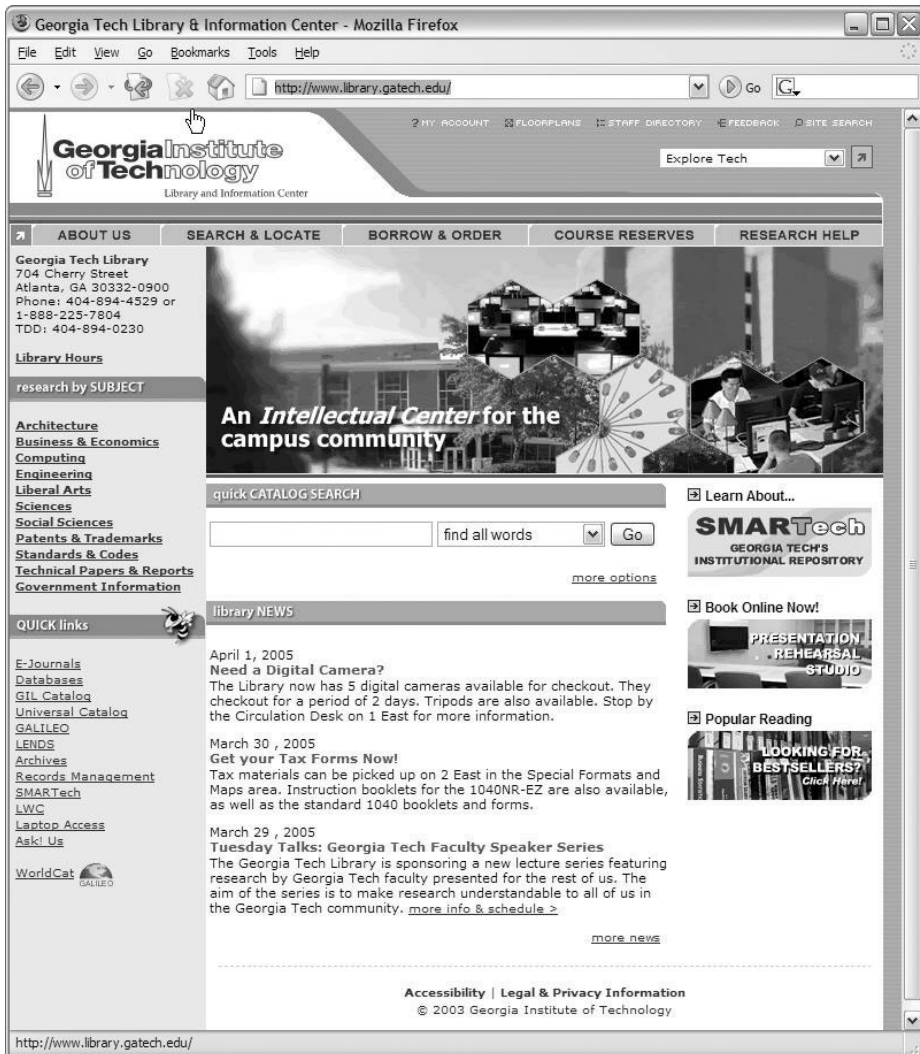 Georgia Tech Library & Information Center - Mozilla Firefox
File Edit View Go Bookmarks Tools Help
http://www.library.gatech.edu/ Go G
? MY ACCOUNT FLOORPLANS STAFF DIRECTORY FEEDBACK SITE SEARCH
Georgia Institute
of Technology
Library and Information Center
Explore Tech
ABOUT US SEARCH & LOCATE BORROW & ORDER COURSE RESERVES RESEARCH HELP
Georgia Tech Library
704 Cherry Street
Atlanta, GA 30332-0900
Phone: 404-894-4529 or
1-888-225-7804
TDD: 404-894-0230
Library Hours
research by SUBJECT
Architecture
Business & Economics
Computing
Engineering
Liberal Arts
Sciences
Social Sciences
Patents & Trademarks
Standards & Codes
Technical Papers & Reports
Government Information
QUICK links
E-Journals
Databases
GIL Catalog
Universal Catalog
GALILEO
LENDS
Archives
Records Management
SMARTech
LWC
Laptop Access
Ask! Us
WorldCat GALILEO
An Intellectual Center for the
campus community
quick CATALOG SEARCH
find all words Go
more options
library NEWS
April 1, 2005
Need a Digital Camera?
The Library now has 5 digital cameras available for checkout. They
checkout for a period of 2 days. Tripods are also available. Stop by
the Circulation Desk on 1 East for more information.
March 30 , 2005
Get your Tax Forms Now!
Tax materials can be picked up on 2 East in the Special Formats and
Maps area. Instruction booklets for the 1040NR-EZ are also available,
as well as the standard 1040 booklets and forms.
March 29 , 2005
Tuesday Talks: Georgia Tech Faculty Speaker Series
The Georgia Tech Library is sponsoring a new lecture series featuring
research by Georgia Tech faculty presented for the rest of us. The
aim of the series is to make research understandable to all of us in
the Georgia Tech community. more info & schedule >
more news
Learn About...
SMARTech
GEORGIA TECH'S
INSTITUTIONAL REPOSITORY
Book Online Now!
PRESENTATION
REHEARSAL
STUDIO
Popular Reading
LOOKING FOR
BESTSELLERS?
Click Here!
Accessibility | Legal & Privacy Information
© 2003 Georgia Institute of Technology
http://www.library.gatech.edu/